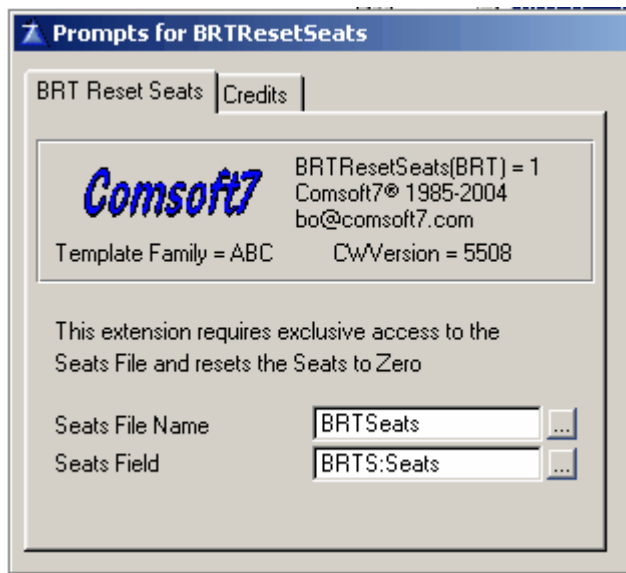 Prompts for BRTResetSeats
BRT Reset Seats
Credits
Comsoft7
BRTResetSeats(BRT) = 1
Comsoft7® 1985-2004
bo@comsoft7.com
Template Family = ABC
CWVersion = 5508
This extension requires exclusive access to the
Seats File and resets the Seats to Zero
Seats File Name
BRTSeats
...
Seats Field
BRTS:Seats
...